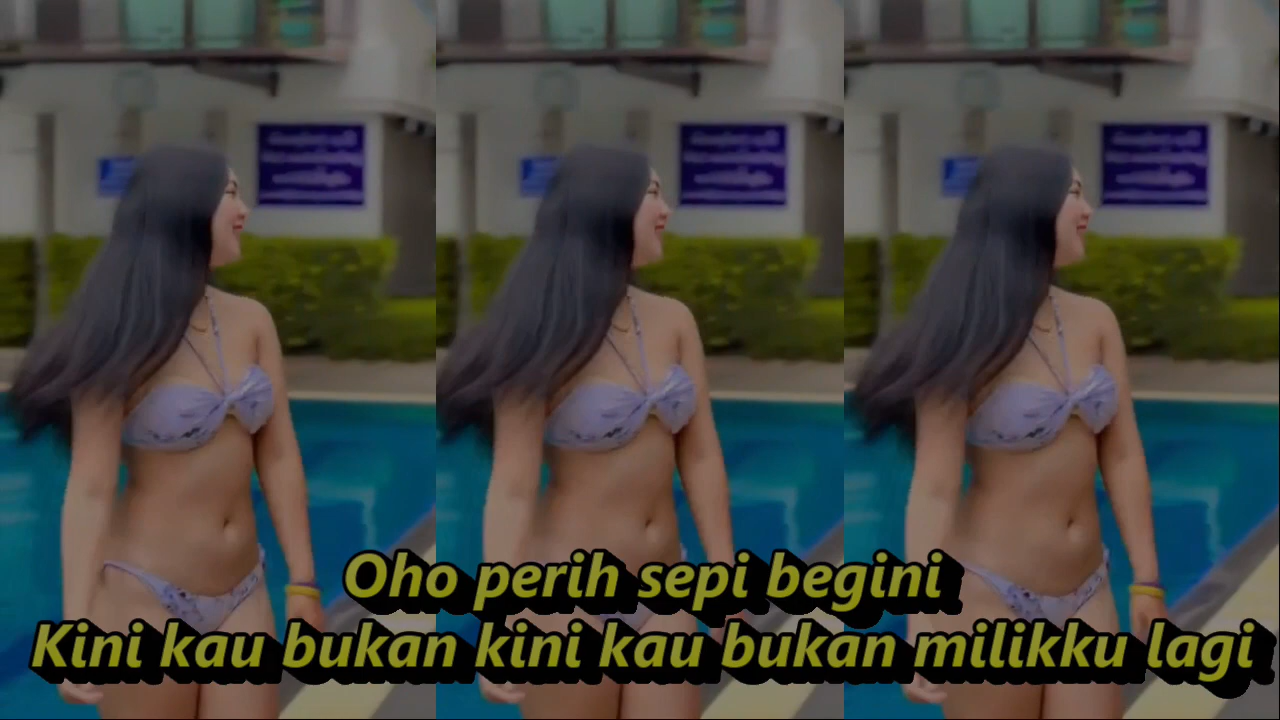 Oho perih sepi begini
Kini kau bukan kini kau bukan milikku lagi